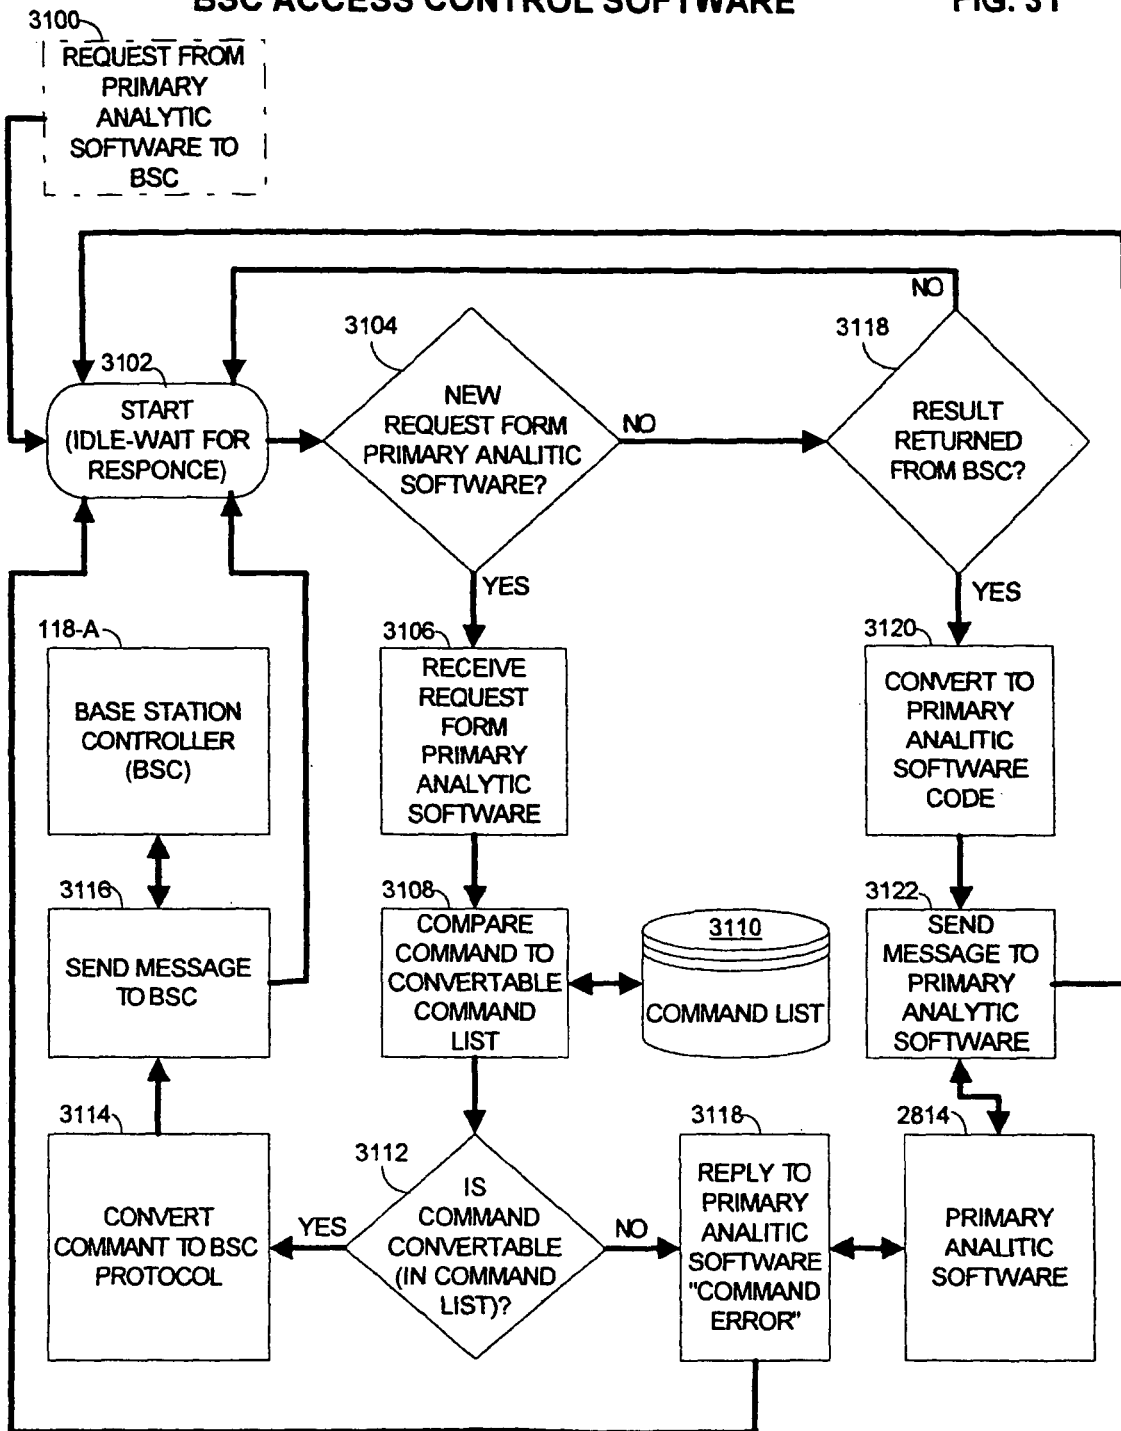 BSC ACCESS CONTROL SOFTWARE
FIG. 31
3100
REQUEST FROM
PRIMARY
ANALYTIC
SOFTWARE TO
BSC
3102
START
(IDLE-WAIT FOR
RESPONCE)
3104
NEW
REQUEST FORM
PRIMARY ANALITIC
SOFTWARE?
NO
YES
3118
NO
RESULT
RETURNED
FROM BSC?
YES
118-A
BASE STATION
CONTROLLER
(BSC)
3106
RECEIVE
REQUEST
FORM
PRIMARY
ANALYTIC
SOFTWARE
3120
CONVERT TO
PRIMARY
ANALITIC
SOFTWARE
CODE
3116
SEND MESSAGE
TO BSC
3108
COMPARE
COMMAND TO
CONVERTABLE
COMMAND
LIST
3110
COMMAND LIST
3122
SEND
MESSAGE TO
PRIMARY
ANALYTIC
SOFTWARE
3114
CONVERT
COMMANT TO BSC
PROTOCOL
YES
3112
IS
COMMAND
CONVERTABLE
(IN COMMAND
LIST)?
NO
3118
REPLY TO
PRIMARY
ANALITIC
SOFTWARE
"COMMAND
ERROR"
2814
PRIMARY
ANALITIC
SOFTWARE